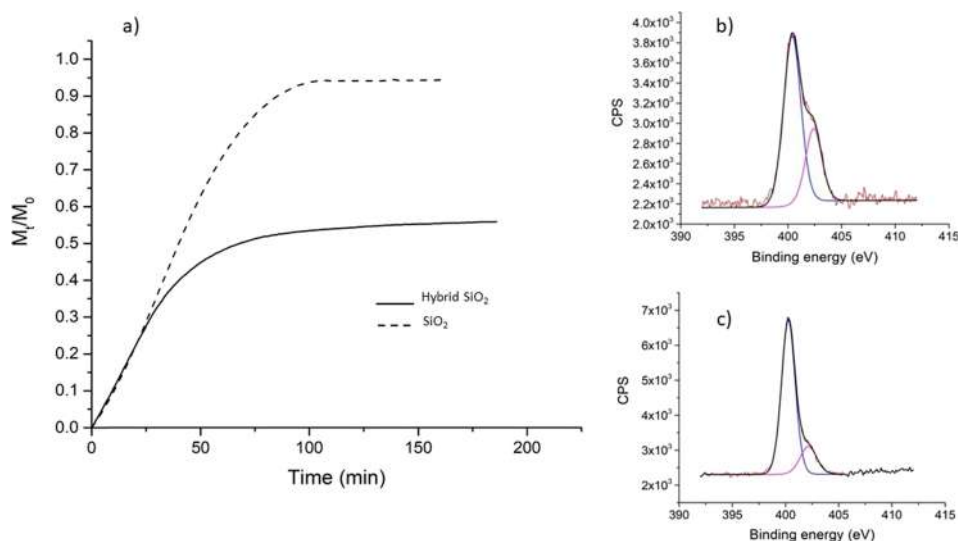 a)
1.0
0.9
0.8
0.7
0.6
0.5
0.4
0.3
0.2
0.1
0.0
Mt/M0
0 50 100 150 200
Time (min)
Hybrid SiO2
SiO2
b)
4.0x10³
3.8x10³
3.6x10³
3.4x10³
3.2x10³
3.0x10³
2.8x10³
2.6x10³
2.4x10³
2.2x10³
2.0x10³
CPS
390 395 400 405 410 415
Binding energy (eV)
c)
7x10³
6x10³
5x10³
4x10³
3x10³
2x10³
CPS
390 395 400 405 410 415
Binding energy (eV)